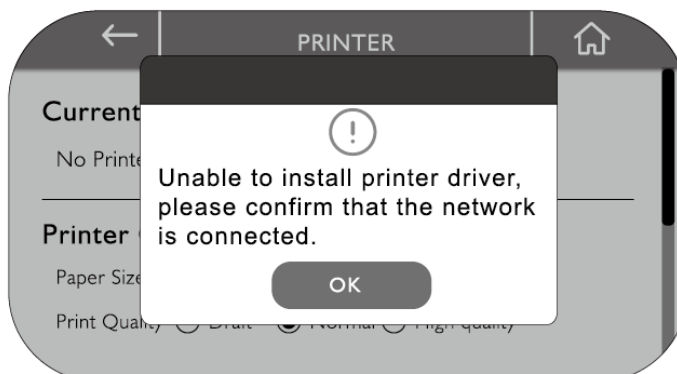 PRINTER
Current
No Printe
Unable to install printer driver,
please confirm that the network
is connected.
OK
Printer
Paper Size
Print Quality Draft Normal High quality